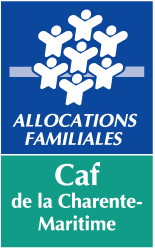 ALLOCATIONS
FAMILIALES
Caf
de la Charente-
Maritime